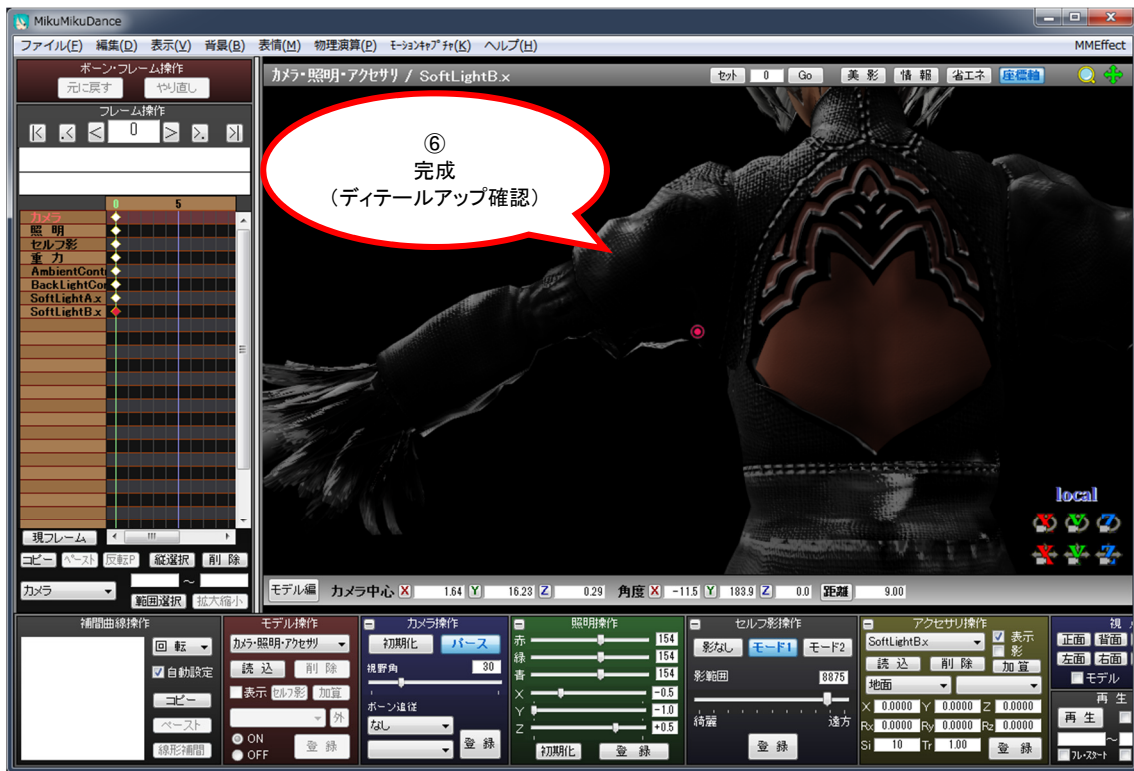 MikuMikuDance
ファイル(F) 編集(D) 表示(V) 背景(B) 表情(M) 物理演算(P) ﾓｰｼｮﾝｷｬﾌﾟﾁｬ(K) ヘルプ(H) MMEffect
ボーン・フレーム操作
元に戻す やり直し
フレーム操作
|< .< < 0 > >. >|
カメラ・照明・アクセサリ / SoftLightB.x
ｾｯﾄ 0 Go 美 影 情 報 省エネ 座標軸
⑥
完成
（ディテールアップ確認）
0 5
カメラ
照 明
セルフ影
重 力
AmbientCont
BackLightCo
SoftLightA.x
SoftLightB.x
local
X Y Z
X Y Z
現フレーム
コピー ﾍﾟｰｽﾄ 反転P 縦選択 削 除
カメラ ～
範囲選択 拡大縮小
モデル編 カメラ中心 X 1.64 Y 16.23 Z 0.29 角度 X -11.5 Y 183.9 Z 0.0 距離 9.00
補間曲線操作
回 転
自動設定
コピー
ペースト
線形補間
モデル操作
ｶﾒﾗ・照明・ｱｸｾｻﾘ
読 込 削 除
表示 ｾﾙﾌ影 加算
外
ON
OFF
登 録
カメラ操作
初期化 パース
視野角 30
ボーン追従
なし
登 録
照明操作
赤 154
緑 154
青 154
X -0.5
Y -1.0
Z +0.5
初期化 登 録
セルフ影操作
影なし モード1 モード2
影範囲 8875
綺麗 遠方
登 録
アクセサリ操作
SoftLightB.x 表示
影
読 込 削 除 加算
地面
X 0.0000 Y 0.0000 Z 0.0000
Rx 0.0000 Ry 0.0000 Rz 0.0000
Si 10 Tr 1.00 登 録
視
正面 背面
左面 右面
モデル
再 生
再 生
～
ﾌﾚ・ｽﾀｰﾄ